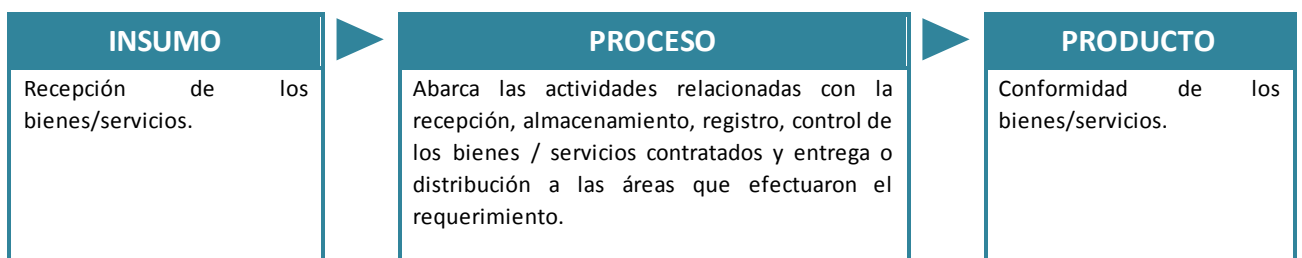 INSUMO
Recepción de los
bienes/servicios.
PROCESO
Abarca las actividades relacionadas con la
recepción, almacenamiento, registro, control de
los bienes / servicios contratados y entrega o
distribución a las áreas que efectuaron el
requerimiento.
PRODUCTO
Conformidad de los
bienes/servicios.